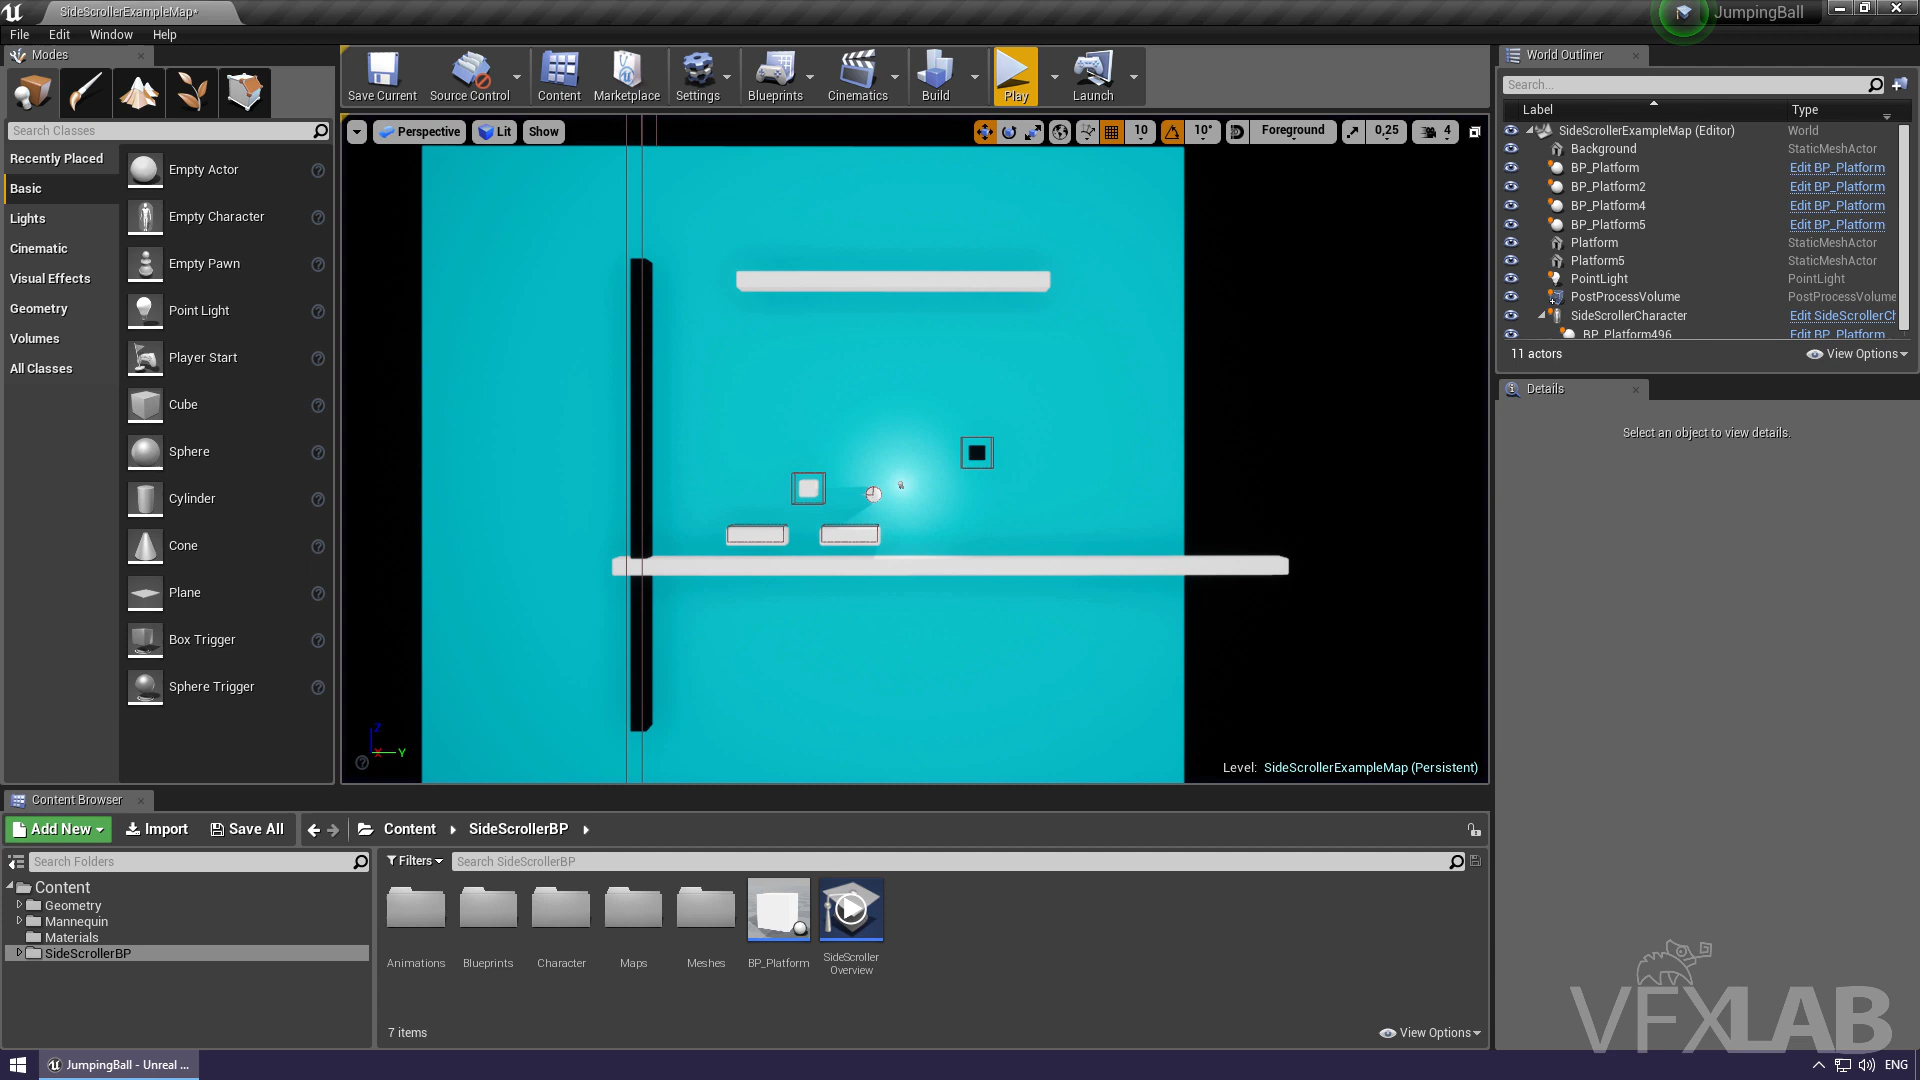 SideScrollerExampleMap*
JumpingBall
File Edit Window Help
Modes
Search Classes
Recently Placed
Basic
Lights
Cinematic
Visual Effects
Geometry
Volumes
All Classes
Empty Actor
Empty Character
Empty Pawn
Point Light
Player Start
Cube
Sphere
Cylinder
Cone
Plane
Box Trigger
Sphere Trigger
Save Current Source Control Content Marketplace Settings Blueprints Cinematics Build Play Launch
Perspective Lit Show 10 10° Foreground 0,25 4
Z
X Y
Level: SideScrollerExampleMap (Persistent)
World Outliner
Search...
Label Type
SideScrollerExampleMap (Editor) World
Background StaticMeshActor
BP_Platform Edit BP_Platform
BP_Platform2 Edit BP_Platform
BP_Platform4 Edit BP_Platform
BP_Platform5 Edit BP_Platform
Platform StaticMeshActor
Platform5 StaticMeshActor
PointLight PointLight
PostProcessVolume PostProcessVolume
SideScrollerCharacter Edit SideScrollerCh
BP_Platform496 Edit BP_Platform
11 actors View Options
Details
Select an object to view details.
Content Browser
Add New Import Save All Content SideScrollerBP
Search Folders
Content
Geometry
Mannequin
Materials
SideScrollerBP
Filters Search SideScrollerBP
Animations Blueprints Character Maps Meshes BP_Platform SideScroller
Overview
7 items View Options
VFXLAB
JumpingBall - Unreal ... ENG